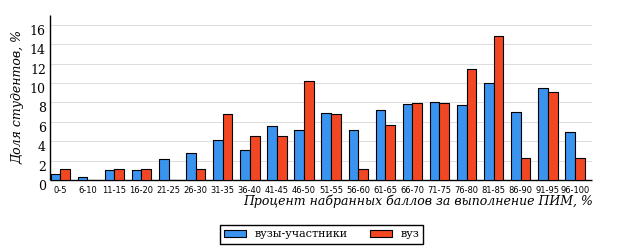 Доля студентов, %
16
14
12
10
8
6
4
2
0
0-5 6-10 11-15 16-20 21-25 26-30 31-35 36-40 41-45 46-50 51-55 56-60 61-65 66-70 71-75 76-80 81-85 86-90 91-95 96-100
Процент набранных баллов за выполнение ПИМ, %
вузы-участники вуз